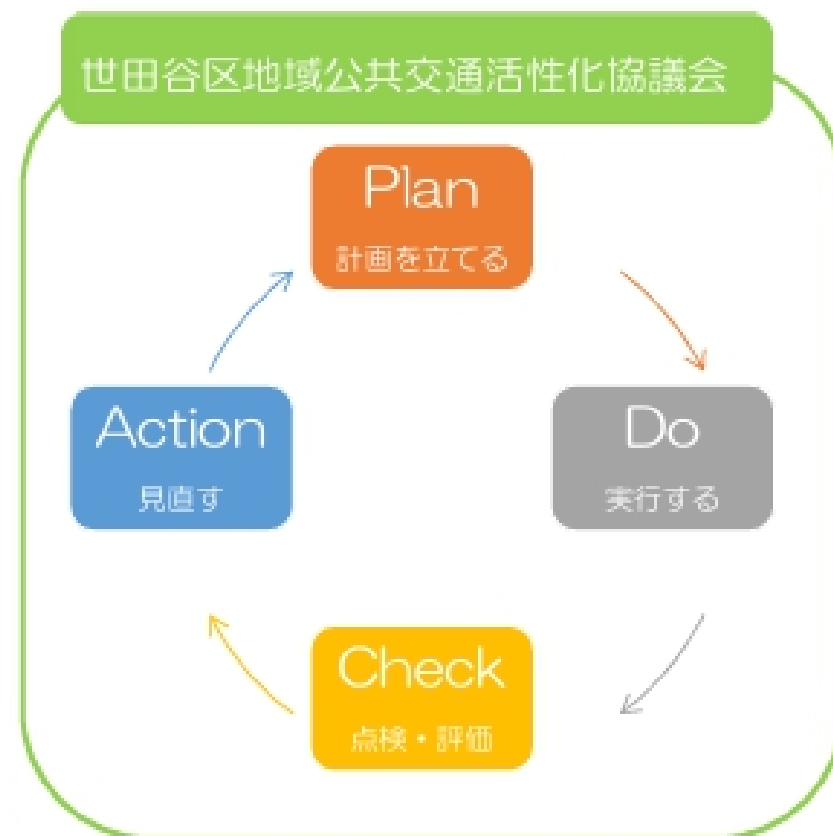 世田谷区地域公共交通活性化協議会
Plan
計画を立てる
Do
実行する
Check
点検・評価
Action
見直す